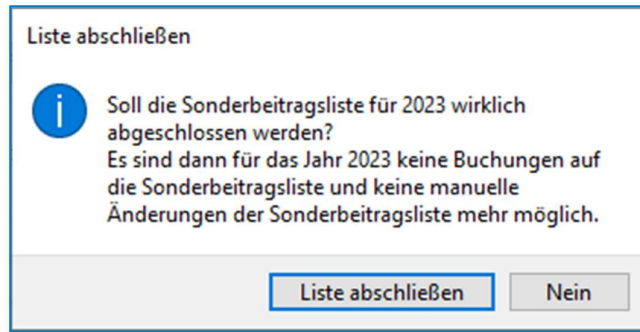 Liste abschließen
Soll die Sonderbeitragsliste für 2023 wirklich
abgeschlossen werden?
Es sind dann für das Jahr 2023 keine Buchungen auf
die Sonderbeitragsliste und keine manuelle
Änderungen der Sonderbeitragsliste mehr möglich.
Liste abschließen
Nein